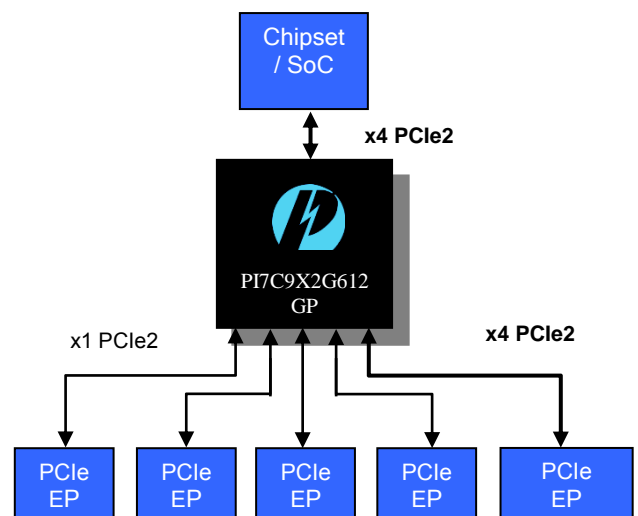 Chipset
/ SoC
x4 PCIe2
PI7C9X2G612
GP
x1 PCIe2
x4 PCIe2
PCIe
EP
PCIe
EP
PCIe
EP
PCIe
EP
PCIe
EP